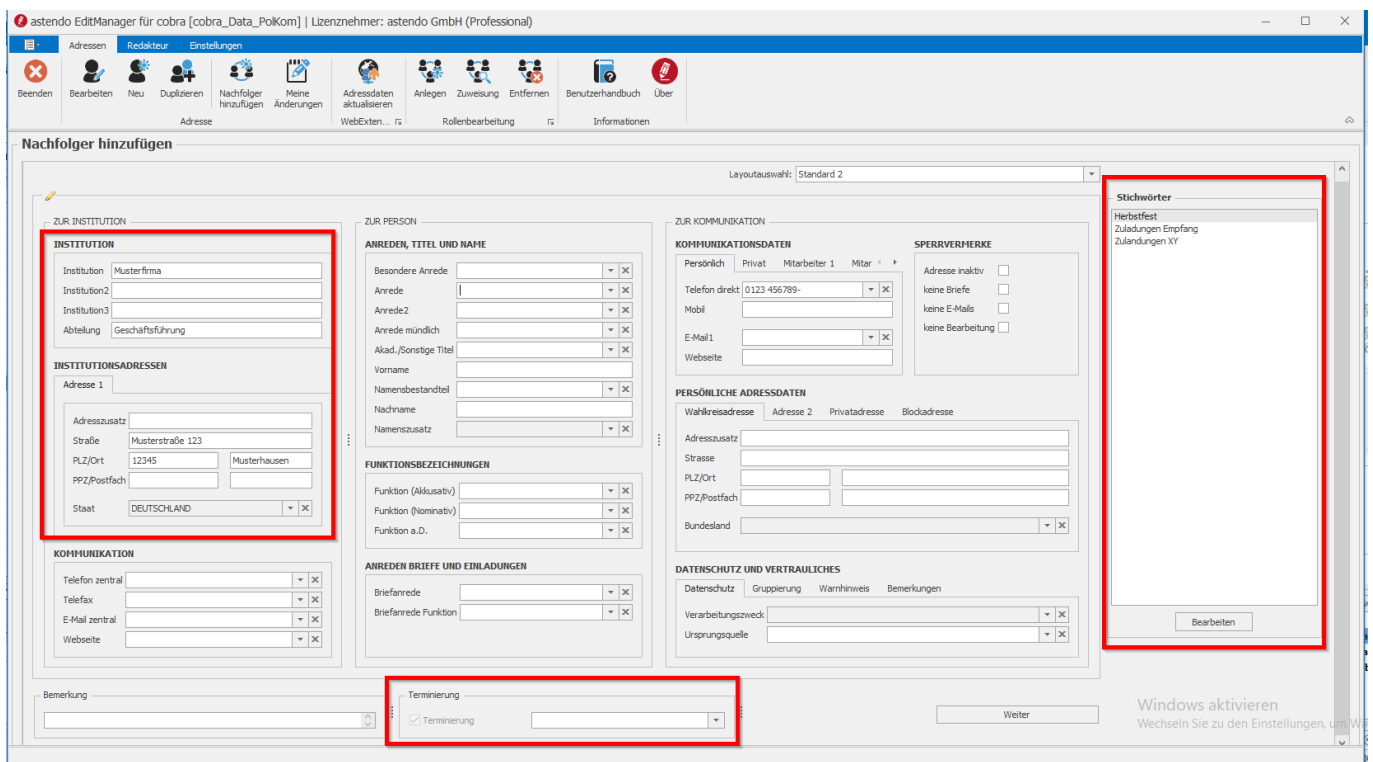 astendo EditManager für cobra [cobra_Data_PolKom] | Lizenznehmer: astendo GmbH (Professional)
Adressen Redakteur Einstellungen
Beenden Bearbeiten Neu Duplizieren Nachfolger hinzufügen Meine Änderungen Adressdaten aktualisieren Anlegen Zuweisung Entfernen Benutzerhandbuch Über
Adresse WebExten... Rollenbearbeitung Informationen
Nachfolger hinzufügen
Layoutauswahl: Standard 2
ZUR INSTITUTION
INSTITUTION
Institution Musterfirma
Institution2
Institution3
Abteilung Geschäftsführung
INSTITUTIONSADRESSEN
Adresse 1
Adresszusatz
Straße Musterstraße 123
PLZ/Ort 12345 Musterhausen
PPZ/Postfach
Staat DEUTSCHLAND
KOMMUNIKATION
Telefon zentral
Telefax
E-Mail zentral
Webseite
ZUR PERSON
ANREDEN, TITEL UND NAME
Besondere Anrede
Anrede
Anrede2
Anrede mündlich
Akad./Sonstige Titel
Vorname
Namensbestandteil
Nachname
Namenszusatz
FUNKTIONSBEZEICHNUNGEN
Funktion (Akkusativ)
Funktion (Nominativ)
Funktion a.D.
ANREDEN BRIEFE UND EINLADUNGEN
Briefanrede
Briefanrede Funktion
ZUR KOMMUNIKATION
KOMMUNIKATIONSDATEN
Persönlich Privat Mitarbeiter 1 Mitar
Telefon direkt 0123 456789-
Mobil
E-Mail1
Webseite
SPERRVERMERKE
Adresse inaktiv
keine Briefe
keine E-Mails
keine Bearbeitung
PERSÖNLICHE ADRESSDATEN
Wahlkreisadresse Adresse 2 Privatadresse Blockadresse
Adresszusatz
Strasse
PLZ/Ort
PPZ/Postfach
Bundesland
DATENSCHUTZ UND VERTRAULICHES
Datenschutz Gruppierung Warnhinweis Bemerkungen
Verarbeitungszweck
Ursprungsquelle
Stichwörter
Herbstfest
Zuladungen Empfang
Zulandungen XY
Bearbeiten
Bemerkung
Terminierung
Terminierung
Weiter
Windows aktivieren
Wechseln Sie zu den Einstellungen, um